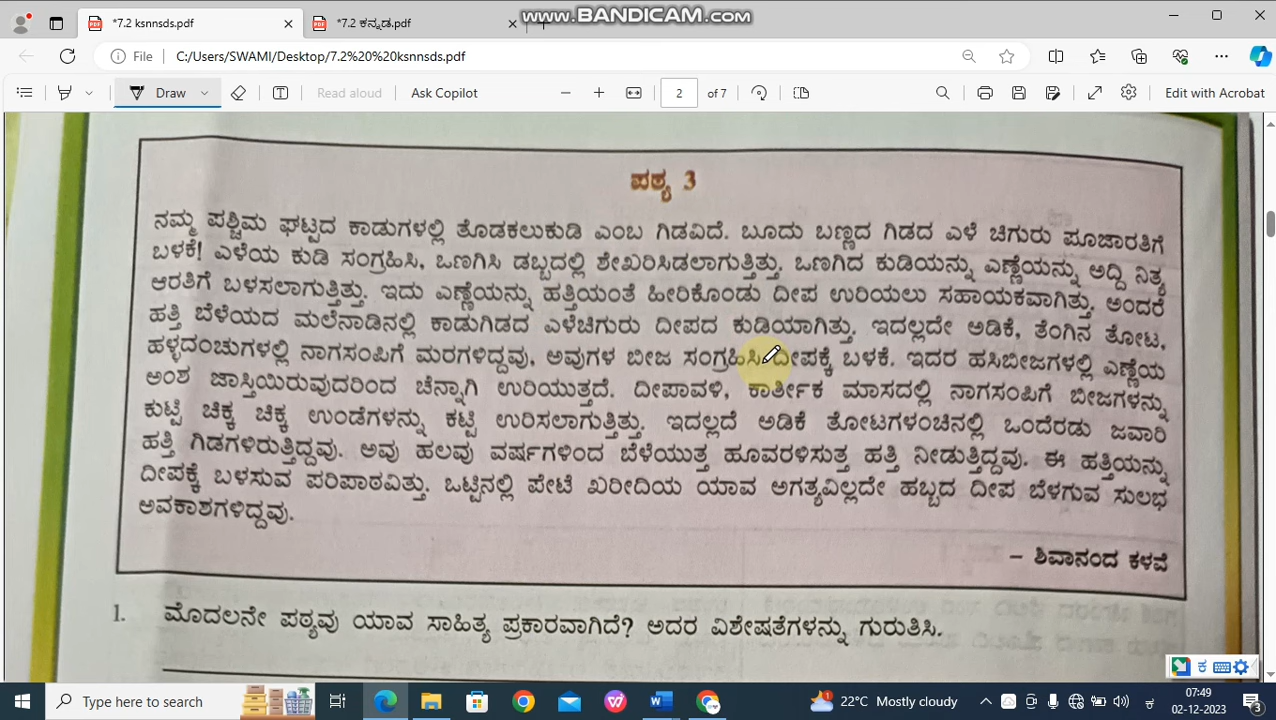 www.BANDICAM.com
*7.2 ksnnsds.pdf
*7.2 ಕನ್ನಡ.pdf
File C:/Users/SWAMI/Desktop/7.2%20%20ksnnsds.pdf
Draw Read aloud Ask Copilot 2 of 7 Edit with Acrobat
ಪಠ್ಯ 3
ನಮ್ಮ ಪಶ್ಚಿಮ ಘಟ್ಟದ ಕಾಡುಗಳಲ್ಲಿ ತೊಡಕಲುಕುಡಿ ಎಂಬ ಗಿಡವಿದೆ. ಬೂದು ಬಣ್ಣದ ಗಿಡದ ಎಳೆ ಚಿಗುರು ಪೂಜಾರತಿಗೆ
ಬಳಕೆ! ಎಳೆಯ ಕುಡಿ ಸಂಗ್ರಹಿಸಿ, ಒಣಗಿಸಿ ಡಬ್ಬದಲ್ಲಿ ಶೇಖರಿಸಿಡಲಾಗುತ್ತಿತ್ತು. ಒಣಗಿದ ಕುಡಿಯನ್ನು ಎಣ್ಣೆಯನ್ನು ಅದ್ದಿ ನಿತ್ಯ
ಆರತಿಗೆ ಬಳಸಲಾಗುತ್ತಿತ್ತು. ಇದು ಎಣ್ಣೆಯನ್ನು ಹತ್ತಿಯಂತೆ ಹೀರಿಕೊಂಡು ದೀಪ ಉರಿಯಲು ಸಹಾಯಕವಾಗಿತ್ತು. ಅಂದರೆ
ಹತ್ತಿ ಬೆಳೆಯದ ಮಲೆನಾಡಿನಲ್ಲಿ ಕಾಡುಗಿಡದ ಎಳೆಚಿಗುರು ದೀಪದ ಕುಡಿಯಾಗಿತ್ತು. ಇದಲ್ಲದೇ ಅಡಿಕೆ, ತೆಂಗಿನ ತೋಟ,
ಹಳ್ಳದಂಚುಗಳಲ್ಲಿ ನಾಗಸಂಪಿಗೆ ಮರಗಳಿದ್ದವು, ಅವುಗಳ ಬೀಜ ಸಂಗ್ರಹಿಸಿ ದೀಪಕ್ಕೆ ಬಳಕೆ. ಇದರ ಹಸಿಬೀಜಗಳಲ್ಲಿ ಎಣ್ಣೆಯ
ಅಂಶ ಜಾಸ್ತಿಯಿರುವುದರಿಂದ ಚೆನ್ನಾಗಿ ಉರಿಯುತ್ತದೆ. ದೀಪಾವಳಿ, ಕಾರ್ತೀಕ ಮಾಸದಲ್ಲಿ ನಾಗಸಂಪಿಗೆ ಬೀಜಗಳನ್ನು
ಕುಟ್ಟಿ ಚಿಕ್ಕ ಚಿಕ್ಕ ಉಂಡೆಗಳನ್ನು ಕಟ್ಟಿ ಉರಿಸಲಾಗುತ್ತಿತ್ತು. ಇದಲ್ಲದೆ ಅಡಿಕೆ ತೋಟಗಳಂಚಿನಲ್ಲಿ ಒಂದೆರಡು ಜವಾರಿ
ಹತ್ತಿ ಗಿಡಗಳಿರುತ್ತಿದ್ದವು. ಅವು ಹಲವು ವರ್ಷಗಳಿಂದ ಬೆಳೆಯುತ್ತ ಹೂವರಳಿಸುತ್ತ ಹತ್ತಿ ನೀಡುತ್ತಿದ್ದವು. ಈ ಹತ್ತಿಯನ್ನು
ದೀಪಕ್ಕೆ ಬಳಸುವ ಪರಿಪಾಠವಿತ್ತು. ಒಟ್ಟಿನಲ್ಲಿ ಪೇಟೆ ಖರೀದಿಯ ಯಾವ ಅಗತ್ಯವಿಲ್ಲದೇ ಹಬ್ಬದ ದೀಪ ಬೆಳಗುವ ಸುಲಭ
ಅವಕಾಶಗಳಿದ್ದವು.
– ಶಿವಾನಂದ ಕಳವೆ
1. ಮೊದಲನೇ ಪಠ್ಯವು ಯಾವ ಸಾಹಿತ್ಯ ಪ್ರಕಾರವಾಗಿದೆ? ಅದರ ವಿಶೇಷತೆಗಳನ್ನು ಗುರುತಿಸಿ.
Type here to search
22°C Mostly cloudy
07:49
02-12-2023